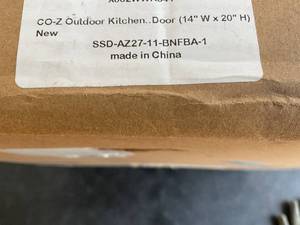 CO-Z Outdoor Kitchen..Door (14" W x 20" H)
New
SSD-AZ27-11-BNFBA-1
made in China